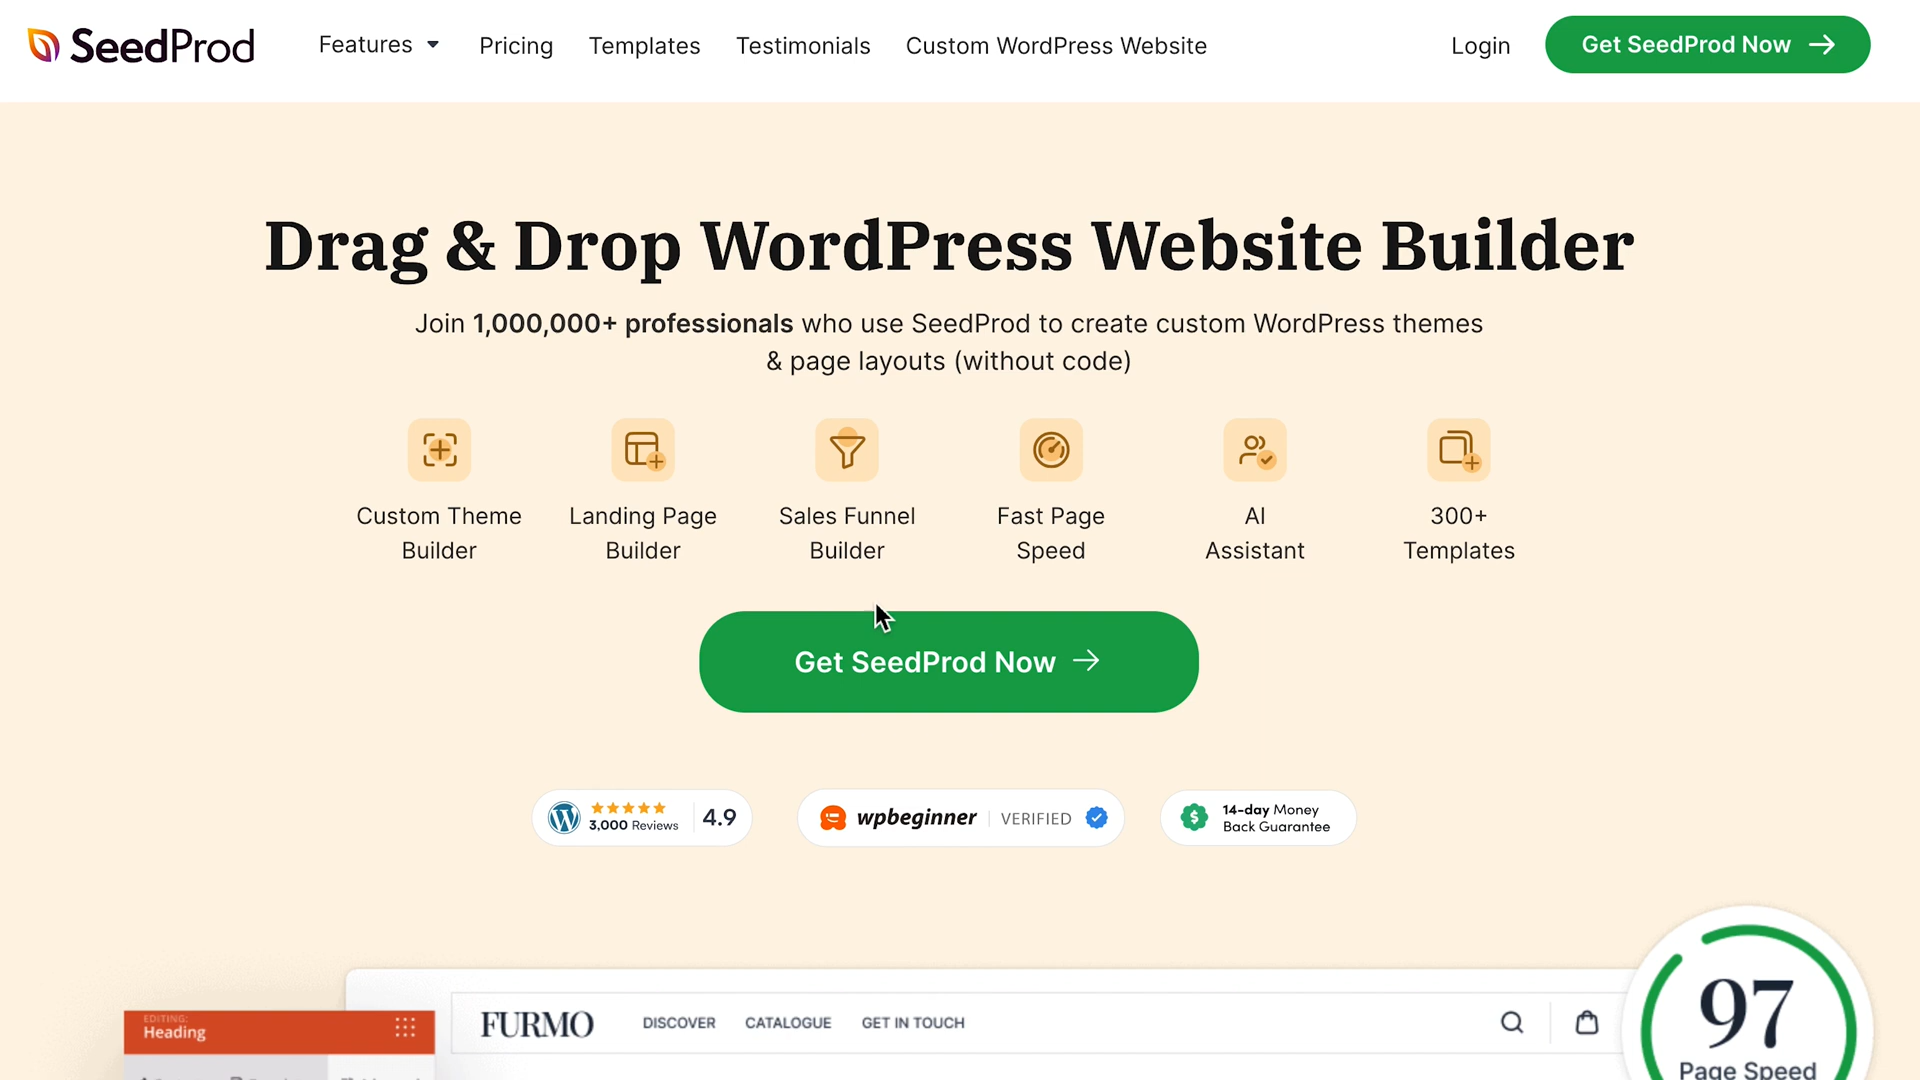 SeedProd
Features
Pricing
Templates
Testimonials
Custom WordPress Website
Login
Get SeedProd Now
Drag & Drop WordPress Website Builder
Join 1,000,000+ professionals who use SeedProd to create custom WordPress themes
& page layouts (without code)
Custom Theme
Builder
Landing Page
Builder
Sales Funnel
Builder
Fast Page
Speed
AI
Assistant
300+
Templates
Get SeedProd Now
3,000 Reviews
4.9
wpbeginner
VERIFIED
14-day Money
Back Guarantee
EDITING:
Heading
FURMO
DISCOVER
CATALOGUE
GET IN TOUCH
97
Page Speed